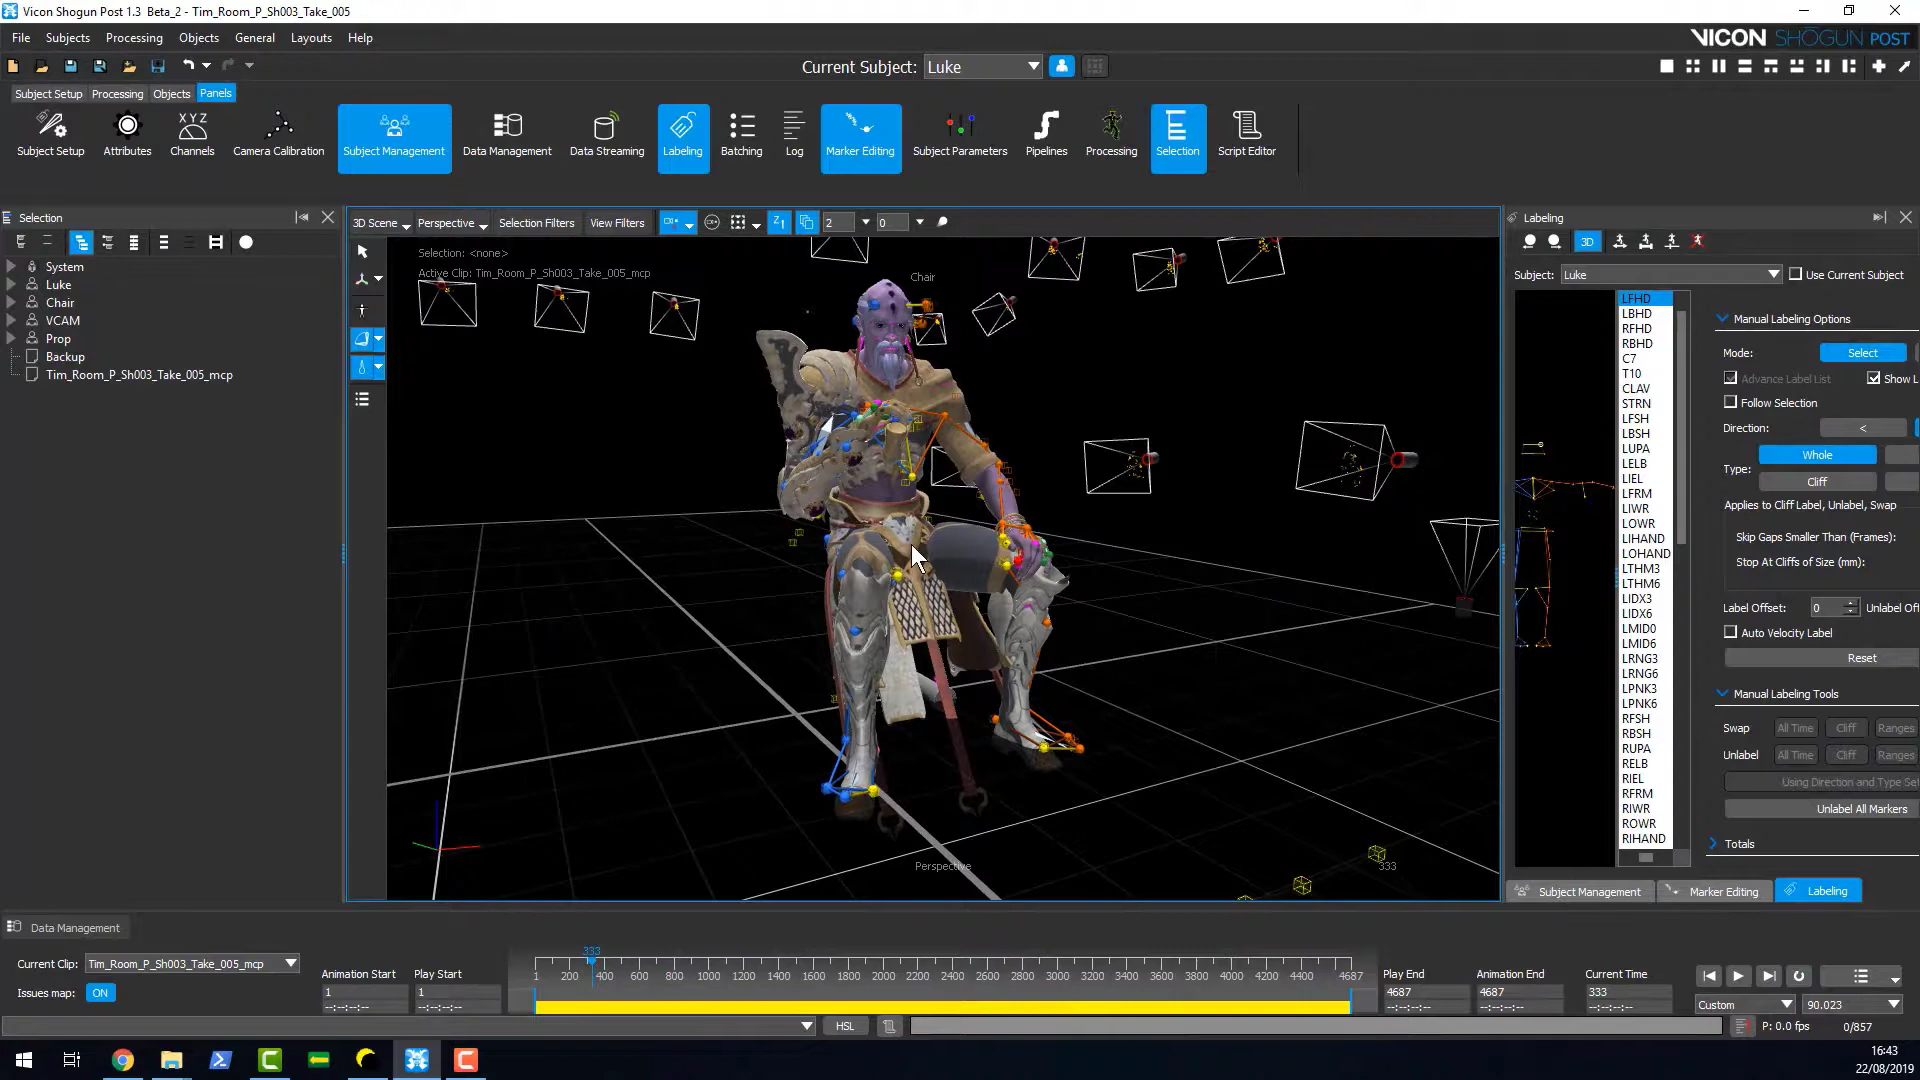 Vicon Shogun Post 1.3 Beta_2 - Tim_Room_P_Sh003_Take_005
File Subjects Processing Objects General Layouts Help
VICON SHOGUN POST
Current Subject: Luke
Subject Setup Processing Objects Panels
Subject Setup Attributes Channels Camera Calibration Subject Management Data Management Data Streaming Labeling Batching Log Marker Editing Subject Parameters Pipelines Processing Selection Script Editor
XYZ
Selection
System
Luke
Chair
VCAM
Prop
Backup
Tim_Room_P_Sh003_Take_005_mcp
3D Scene Perspective Selection Filters View Filters 2 0
Selection: <none>
Active Clip: Tim_Room_P_Sh003_Take_005_mcp
Chair
Perspective
333
Labeling
3D
Subject: Luke Use Current Subject
LFHD
LBHD
RFHD
RBHD
C7
T10
CLAV
STRN
LFSH
LBSH
LUPA
LELB
LIEL
LFRM
LIWR
LOWR
LIHAND
LOHAND
LTHM3
LTHM6
LIDX3
LIDX6
LMID0
LMID6
LRNG3
LRNG6
LPNK3
LPNK6
RFSH
RBSH
RUPA
RELB
RIEL
RFRM
RIWR
ROWR
RIHAND
Manual Labeling Options
Mode: Select
Advance Label List Show L
Follow Selection
Direction: <
Type: Whole
Cliff
Applies to Cliff Label, Unlabel, Swap
Skip Gaps Smaller Than (Frames):
Stop At Cliffs of Size (mm):
Label Offset: 0 Unlabel Off
Auto Velocity Label
Reset
Manual Labeling Tools
Swap All Time Cliff Ranges
Unlabel All Time Cliff Ranges
Using Direction and Type Se
Unlabel All Markers
Totals
Subject Management Marker Editing Labeling
Data Management
Current Clip: Tim_Room_P_Sh003_Take_005_mcp
Issues map: ON
Animation Start Play Start
1 1
--:--:--:-- --:--:--:--
333
1 200 400 600 800 1000 1200 1400 1600 1800 2000 2200 2400 2600 2800 3000 3200 3400 3600 3800 4000 4200 4400 4687
Play End Animation End Current Time
4687 4687 333
--:--:--:-- --:--:--:-- --:--:--:--
Custom 90.023
HSL P: 0.0 fps 0/857
16:43
22/08/2019